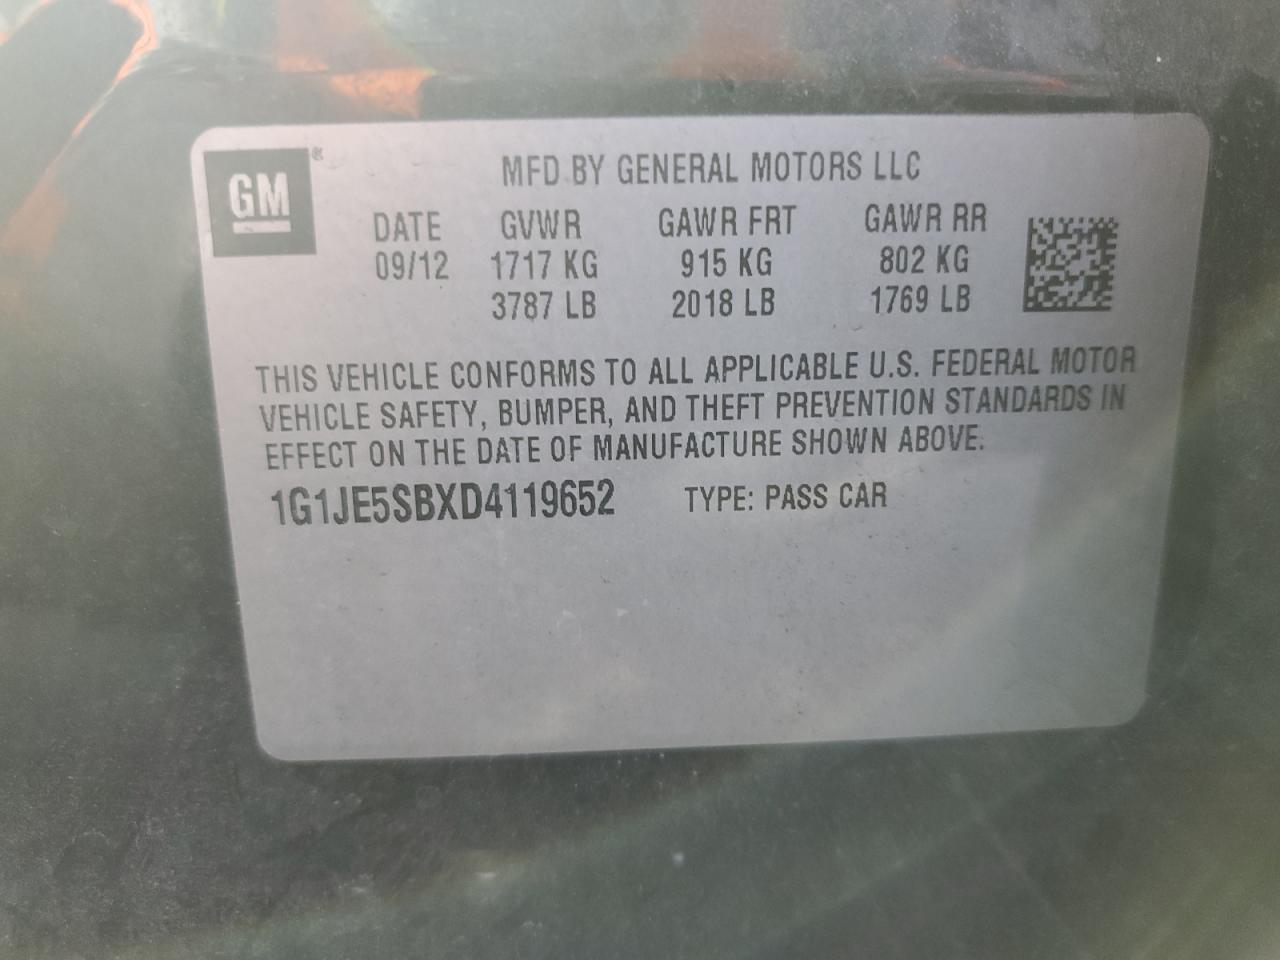 GM®
MFD BY GENERAL MOTORS LLC
DATE GVWR GAWR FRT GAWR RR
09/12 1717 KG 915 KG 802 KG
3787 LB 2018 LB 1769 LB
THIS VEHICLE CONFORMS TO ALL APPLICABLE U.S. FEDERAL MOTOR
VEHICLE SAFETY, BUMPER, AND THEFT PREVENTION STANDARDS IN
EFFECT ON THE DATE OF MANUFACTURE SHOWN ABOVE.
1G1JE5SBXD4119652 TYPE: PASS CAR